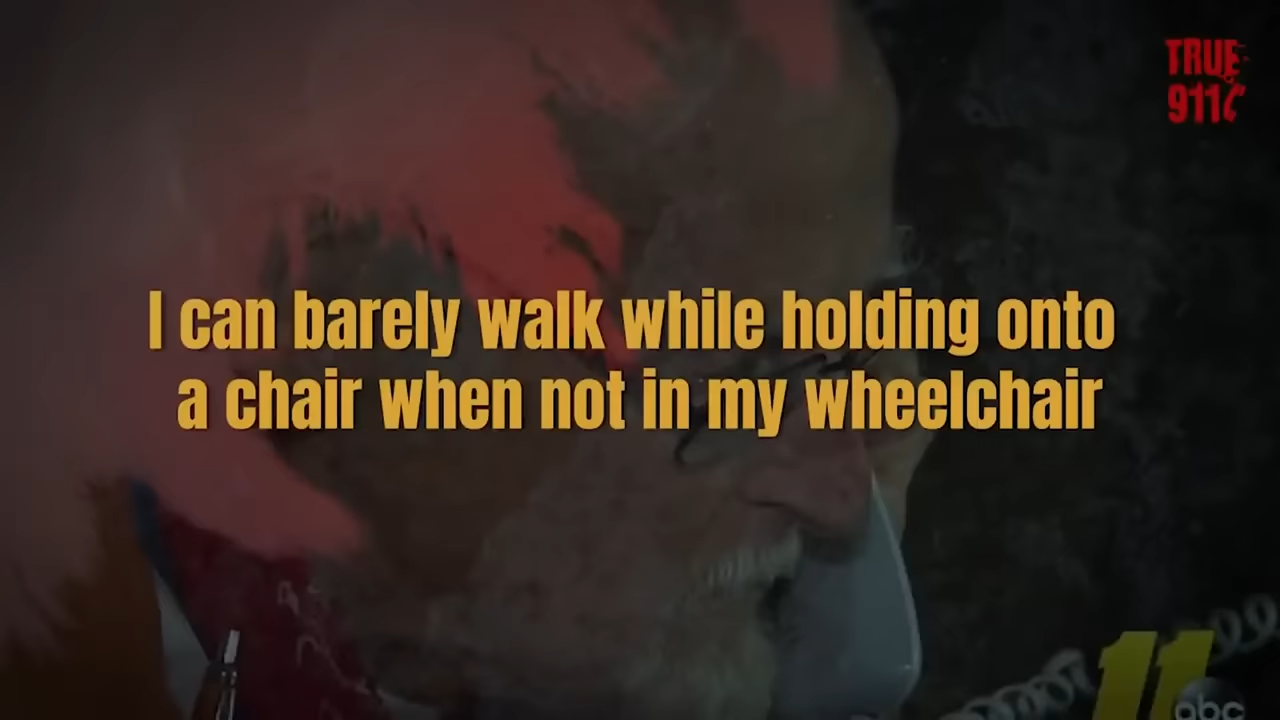 TRUE
911
I can barely walk while holding onto
a chair when not in my wheelchair
11
abc